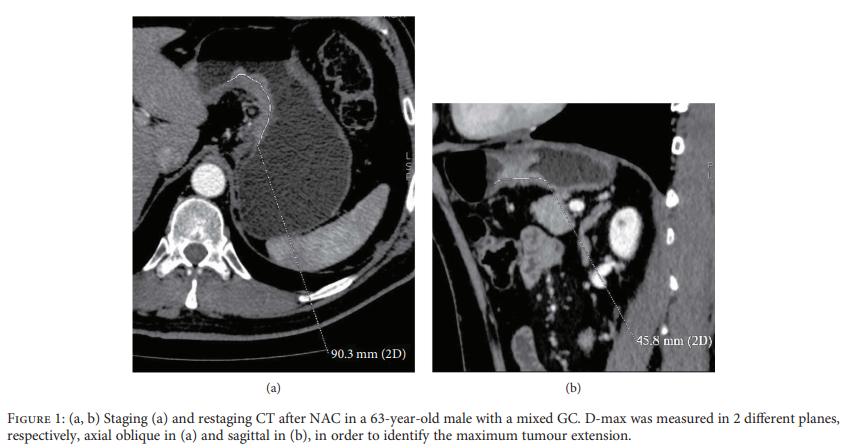 90.3 mm (2D)
45.8 mm (2D)
(a)
(b)
FIGURE 1: (a, b) Staging (a) and restaging CT after NAC in a 63-year-old male with a mixed GC. D-max was measured in 2 different planes,
respectively, axial oblique in (a) and sagittal in (b), in order to identify the maximum tumour extension.